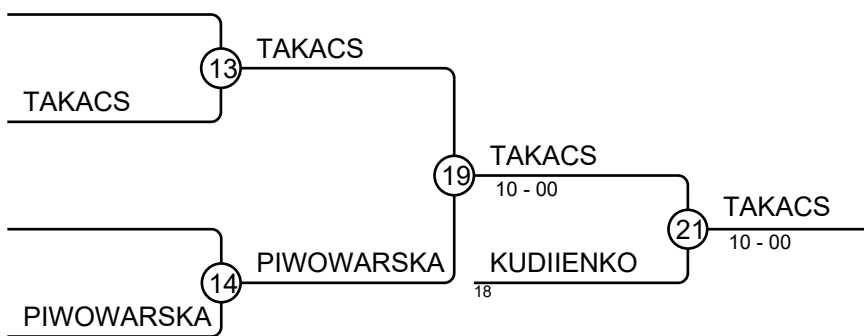 TAKACS
13
TAKACS
TAKACS
19
10 - 00
TAKACS
21
10 - 00
PIWOWARSKA
KUDIIENKO
14
18
PIWOWARSKA